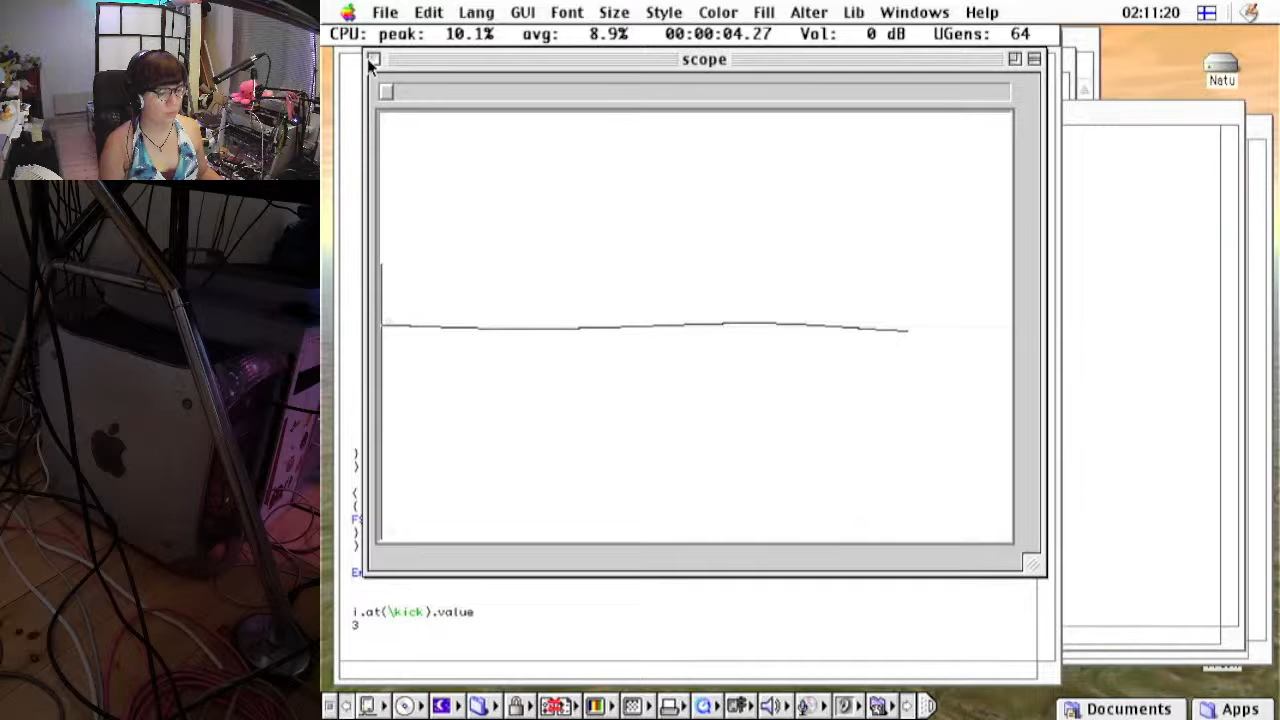 File Edit Lang GUI Font Size Style Color Fill Alter Lib Windows Help 02:11:20
CPU: peak: 10.1% avg: 8.9% 00:00:04.27 Vol: 0 dB UGens: 64
scope
Natu
)
)
(
(
)
)
i.at(\kick).value
3
Documents
Apps